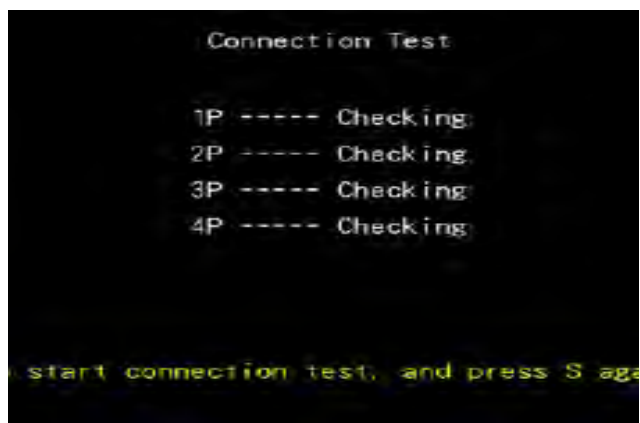 Connection Test
1P ----- Checking
2P ----- Checking
3P ----- Checking
4P ----- Checking
start connection test, and press S